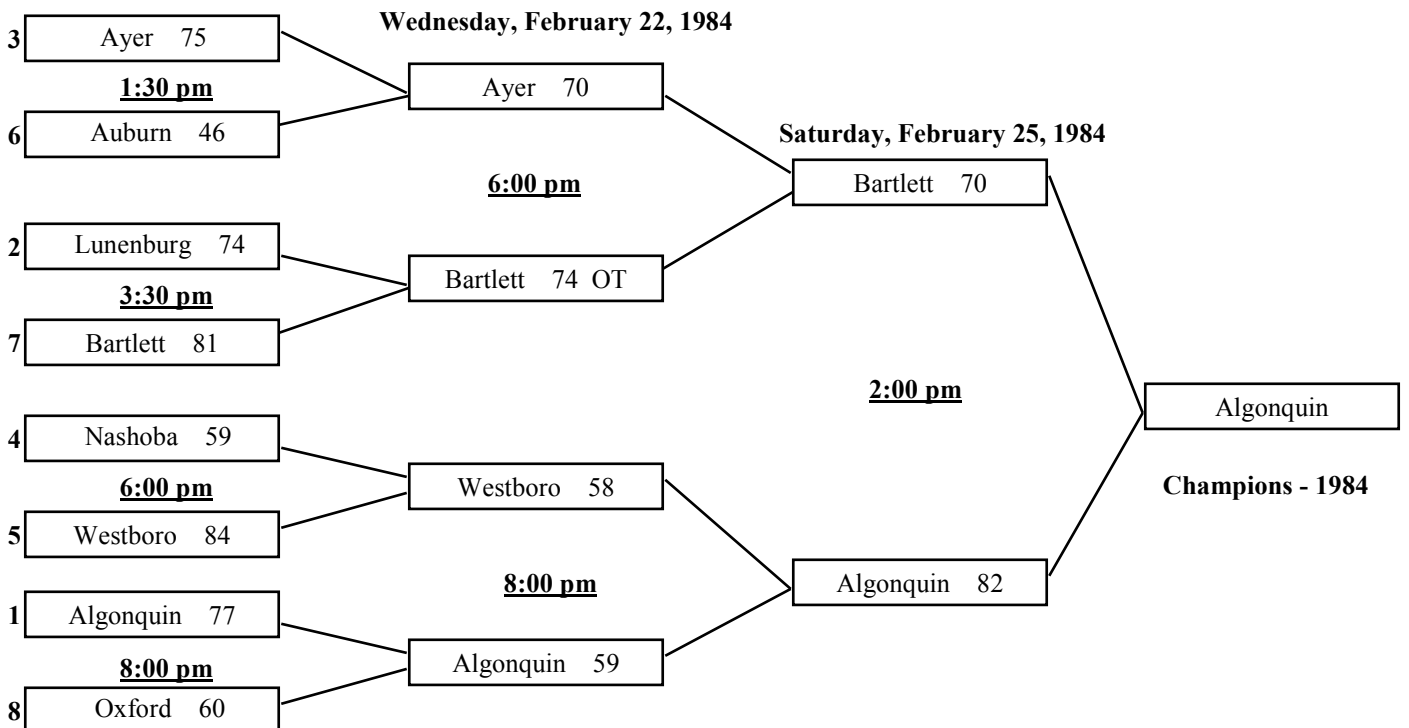 Wednesday, February 22, 1984
3 Ayer 75
1:30 pm
6 Auburn 46
Ayer 70
6:00 pm
2 Lunenburg 74
3:30 pm
7 Bartlett 81
Bartlett 74 OT
Saturday, February 25, 1984
Bartlett 70
4 Nashoba 59
6:00 pm
5 Westboro 84
Westboro 58
8:00 pm
1 Algonquin 77
8:00 pm
8 Oxford 60
Algonquin 59
2:00 pm
Algonquin 82
Algonquin
Champions - 1984